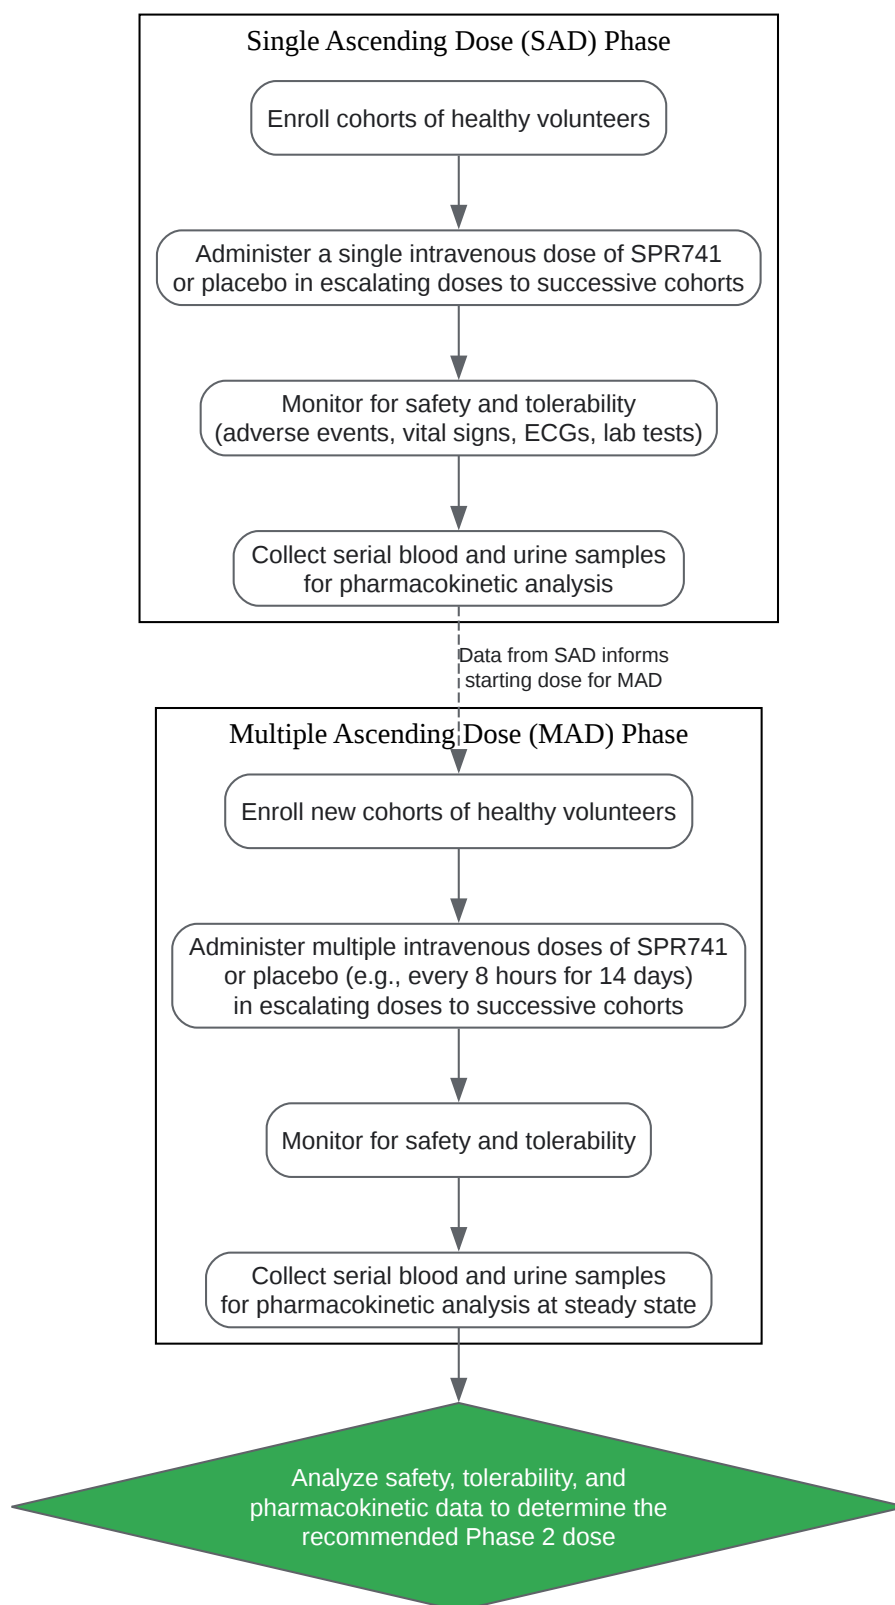 Single Ascending Dose (SAD) Phase
Enroll cohorts of healthy volunteers
Administer a single intravenous dose of SPR741
or placebo in escalating doses to successive cohorts
Monitor for safety and tolerability
(adverse events, vital signs, ECGs, lab tests)
Collect serial blood and urine samples
for pharmacokinetic analysis
Data from SAD informs
starting dose for MAD
Multiple Ascending Dose (MAD) Phase
Enroll new cohorts of healthy volunteers
Administer multiple intravenous doses of SPR741
or placebo (e.g., every 8 hours for 14 days)
in escalating doses to successive cohorts
Monitor for safety and tolerability
Collect serial blood and urine samples
for pharmacokinetic analysis at steady state
Analyze safety, tolerability, and
pharmacokinetic data to determine the
recommended Phase 2 dose